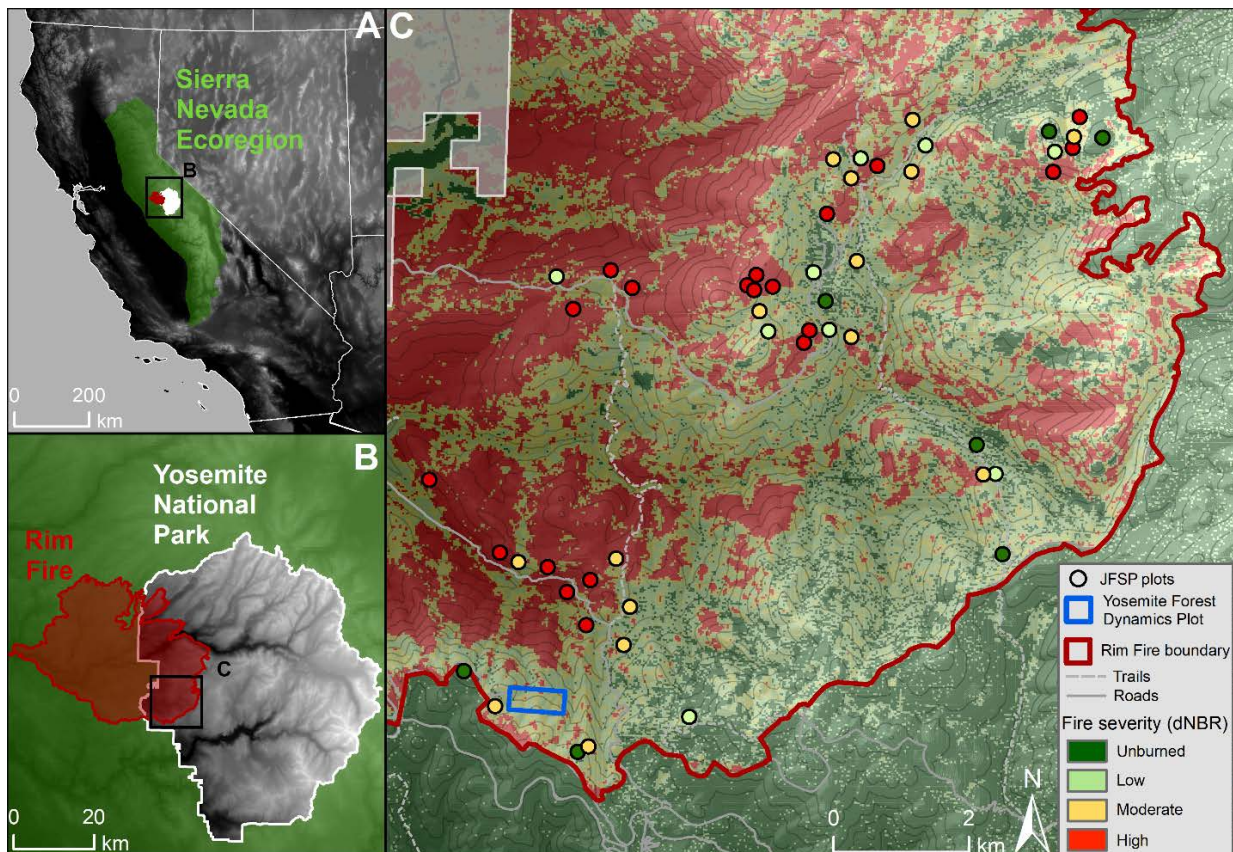 A
Sierra
Nevada
Ecoregion
B
0 200
km
B
Yosemite
National
Park
Rim
Fire
C
0 20
km
C
JFSP plots
Yosemite Forest
Dynamics Plot
Rim Fire boundary
Trails
Roads
Fire severity (dNBR)
Unburned
Low
Moderate
High
N
0 2
km